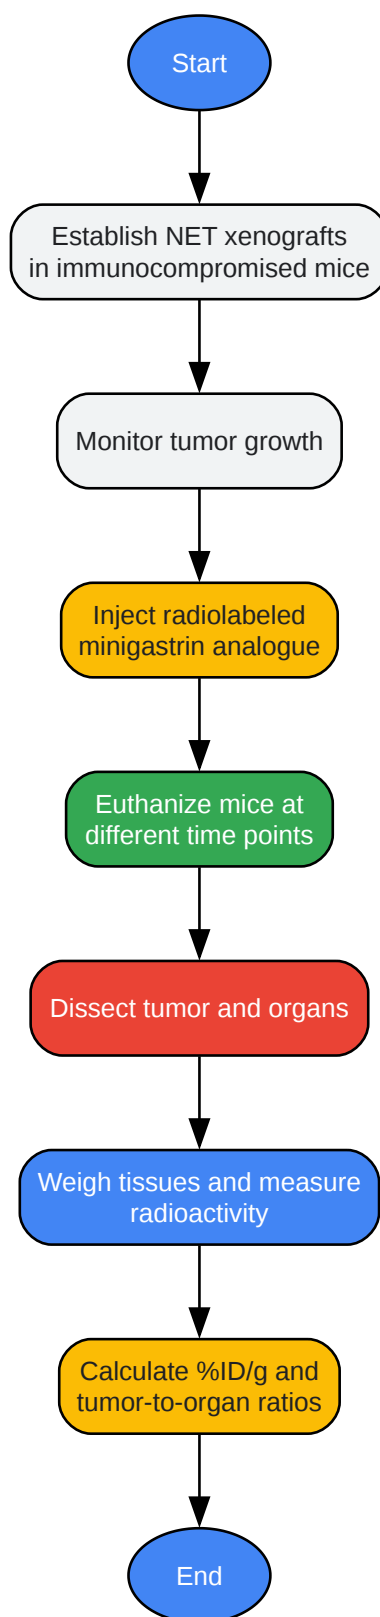 Start
Establish NET xenografts
in immunocompromised mice
Monitor tumor growth
Inject radiolabeled
minigastrin analogue
Euthanize mice at
different time points
Dissect tumor and organs
Weigh tissues and measure
radioactivity
Calculate %ID/g and
tumor-to-organ ratios
End